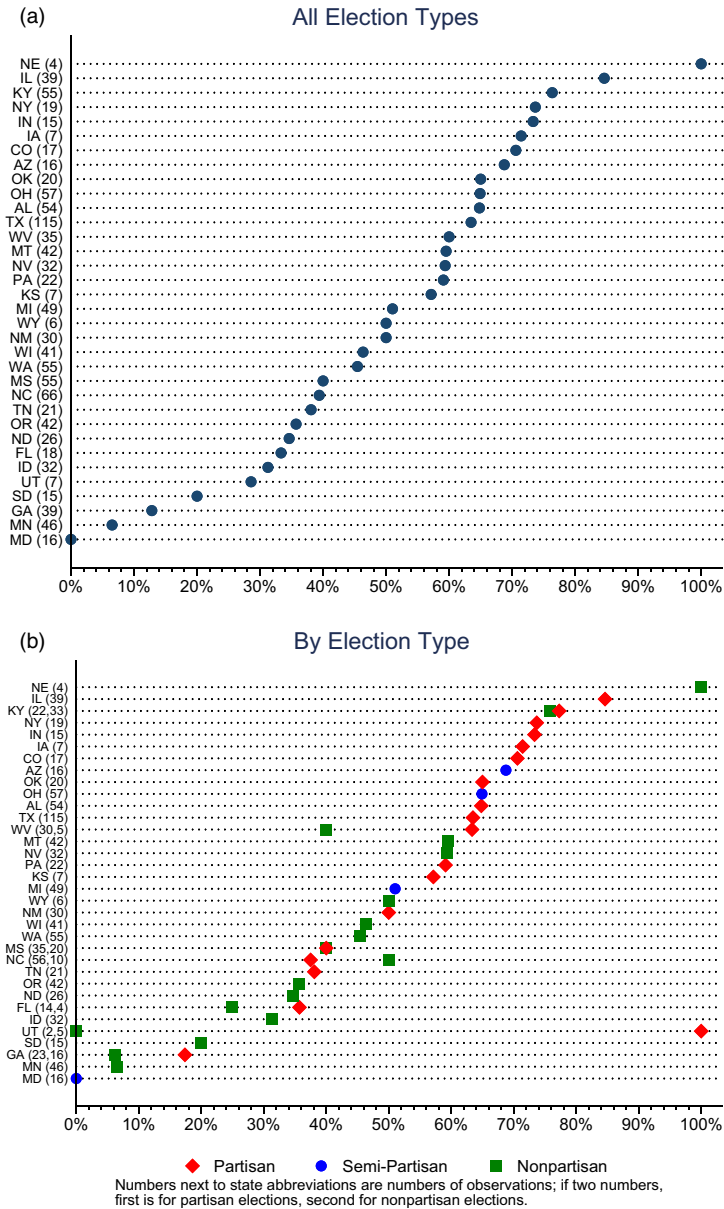 (a)
All Election Types
NE (4)
IL (39)
KY (55)
NY (19)
IN (15)
IA (7)
CO (17)
AZ (16)
OK (20)
OH (57)
AL (54)
TX (115)
WV (35)
MT (42)
NV (32)
PA (22)
KS (7)
MI (49)
WY (6)
NM (30)
WI (41)
WA (55)
MS (55)
NC (66)
TN (21)
OR (42)
ND (26)
FL (18)
ID (32)
UT (7)
SD (15)
GA (39)
MN (46)
MD (16)
0% 10% 20% 30% 40% 50% 60% 70% 80% 90% 100%
(b)
By Election Type
NE (4)
IL (39)
KY (22,33)
NY (19)
IN (15)
IA (7)
CO (17)
AZ (16)
OK (20)
OH (57)
AL (54)
TX (115)
WV (30,5)
MT (42)
NV (32)
PA (22)
KS (7)
MI (49)
WY (6)
NM (30)
WI (41)
WA (55)
MS (35,20)
NC (56,10)
TN (21)
OR (42)
ND (26)
FL (14,4)
ID (32)
UT (2,5)
SD (15)
GA (23,16)
MN (46)
MD (16)
0% 10% 20% 30% 40% 50% 60% 70% 80% 90% 100%
Partisan Semi-Partisan Nonpartisan
Numbers next to state abbreviations are numbers of observations; if two numbers,
first is for partisan elections, second for nonpartisan elections.